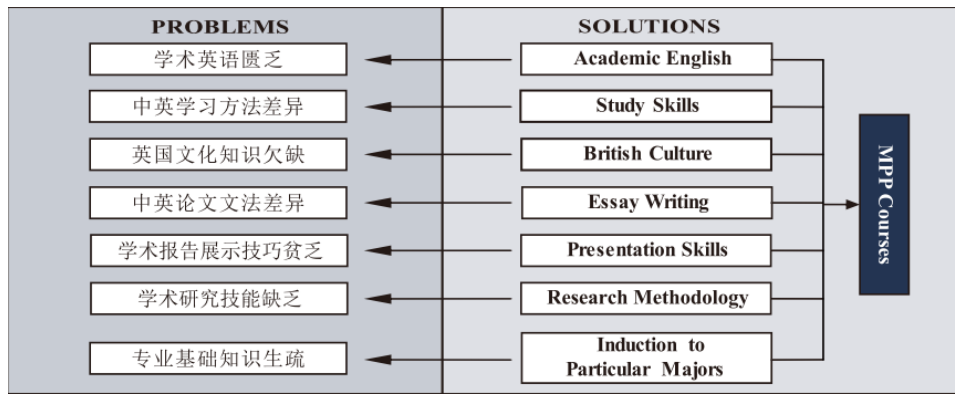 PROBLEMS
SOLUTIONS
学术英语匮乏
Academic English
中英学习方法差异
Study Skills
英国文化知识欠缺
British Culture
中英论文文法差异
Essay Writing
学术报告展示技巧贫乏
Presentation Skills
学术研究技能缺乏
Research Methodology
专业基础知识生疏
Induction to
Particular Majors
MPP Courses